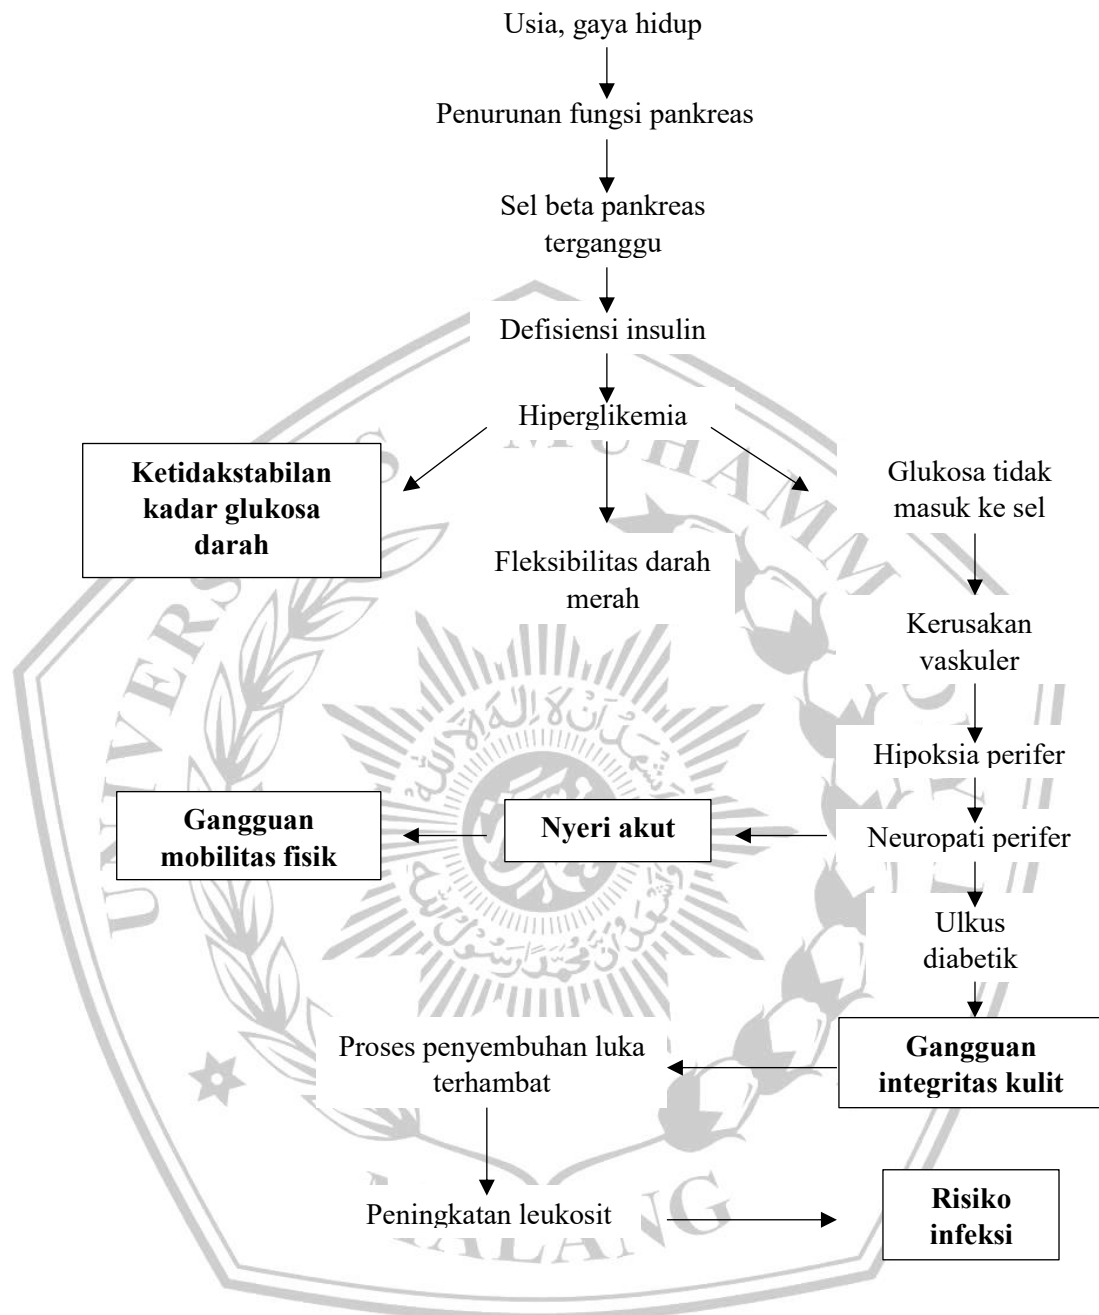 Usia, gaya hidup
Penurunan fungsi pankreas
Sel beta pankreas
terganggu
Defisiensi insulin
Hiperglikemia
Ketidakstabilan
kadar glukosa
darah
Fleksibilitas darah
merah
Glukosa tidak
masuk ke sel
Kerusakan
vaskuler
Hipoksia perifer
Neuropati perifer
Nyeri akut
Gangguan
mobilitas fisik
Ulkus
diabetik
Gangguan
integritas kulit
Proses penyembuhan luka
terhambat
Peningkatan leukosit
Risiko
infeksi